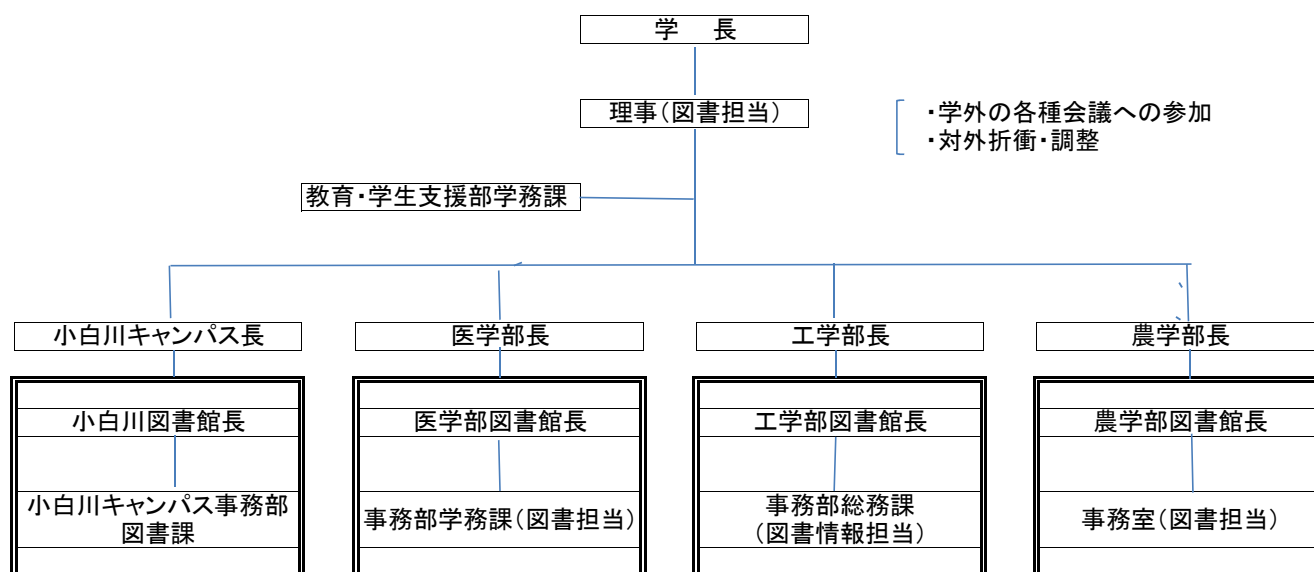 学　長
理事（図書担当）
・学外の各種会議への参加
・対外折衝・調整
教育・学生支援部学務課
小白川キャンパス長
医学部長
工学部長
農学部長
小白川図書館長
医学部図書館長
工学部図書館長
農学部図書館長
小白川キャンパス事務部
図書課
事務部学務課（図書担当）
事務部総務課
（図書情報担当）
事務室（図書担当）